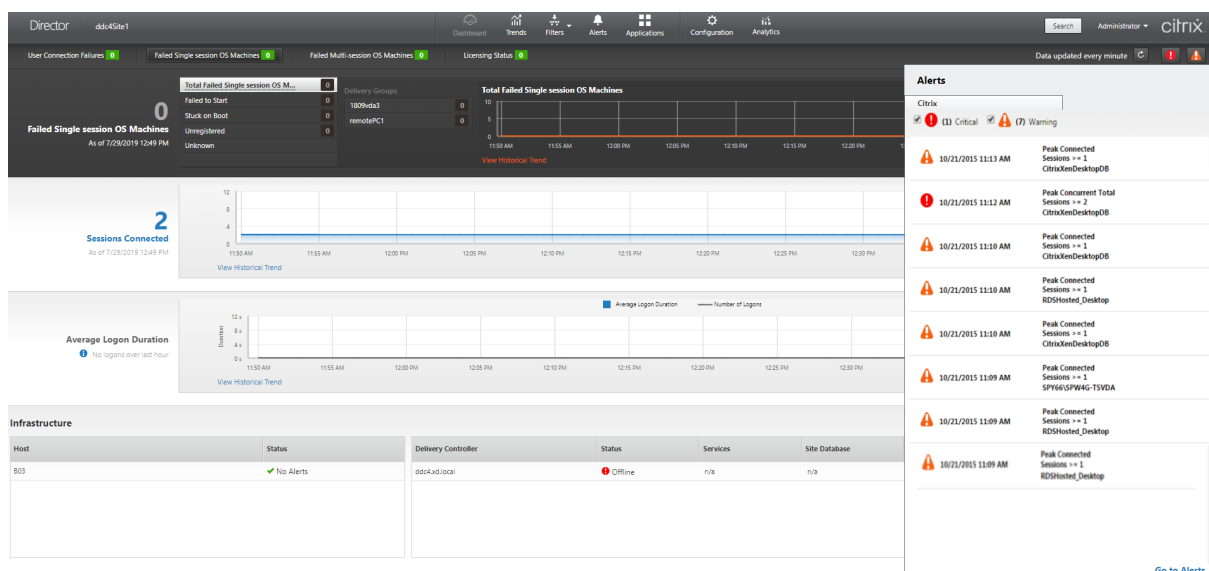 Director ddc4Site1 Dashboard Trends Filters Alerts Applications Configuration Analytics Search Administrator citrix
User Connection Failures 0 Failed Single session OS Machines 0 Failed Multi-session OS Machines 0 Licensing Status 0 Data updated every minute
0
Failed Single session OS Machines
As of 7/29/2019 12:49 PM
Total Failed Single session OS M... 0
Failed to Start 0
Stuck on Boot 0
Unregistered 0
Unknown
Delivery Groups
1809vda3 0
remotePC1 0
Total Failed Single session OS Machines
10
5
0
11:50 AM 11:55 AM 12:00 PM 12:05 PM 12:10 PM 12:15 PM 12:20 PM
View Historical Trend
2
Sessions Connected
As of 7/29/2019 12:49 PM
12
8
4
0
11:50 AM 11:55 AM 12:00 PM 12:05 PM 12:10 PM 12:15 PM 12:20 PM 12:25 PM 12:30 PM
View Historical Trend
Average Logon Duration
No logons over last hour
Average Logon Duration Number of Logons
Duration
12 s
8 s
4 s
0 s
11:50 AM 11:55 AM 12:00 PM 12:05 PM 12:10 PM 12:15 PM 12:20 PM 12:25 PM 12:30 PM
View Historical Trend
Infrastructure
Host Status
B03 No Alerts
Delivery Controller Status Services Site Database
ddc4.xd.local Offline n/a n/a
Alerts
Citrix
(1) Critical (7) Warning
10/21/2015 11:13 AM
Peak Connected
Sessions >= 1
CitrixXenDesktopDB
10/21/2015 11:12 AM
Peak Concurrent Total
Sessions >= 2
CitrixXenDesktopDB
10/21/2015 11:10 AM
Peak Connected
Sessions >= 1
CitrixXenDesktopDB
10/21/2015 11:10 AM
Peak Connected
Sessions >= 1
RDSHosted_Desktop
10/21/2015 11:10 AM
Peak Connected
Sessions >= 1
CitrixXenDesktopDB
10/21/2015 11:09 AM
Peak Connected
Sessions >= 1
SPY66\SPW4G-TSVDA
10/21/2015 11:09 AM
Peak Connected
Sessions >= 1
RDSHosted_Desktop
10/21/2015 11:09 AM
Peak Connected
Sessions >= 1
RDSHosted_Desktop
Go to Alerts